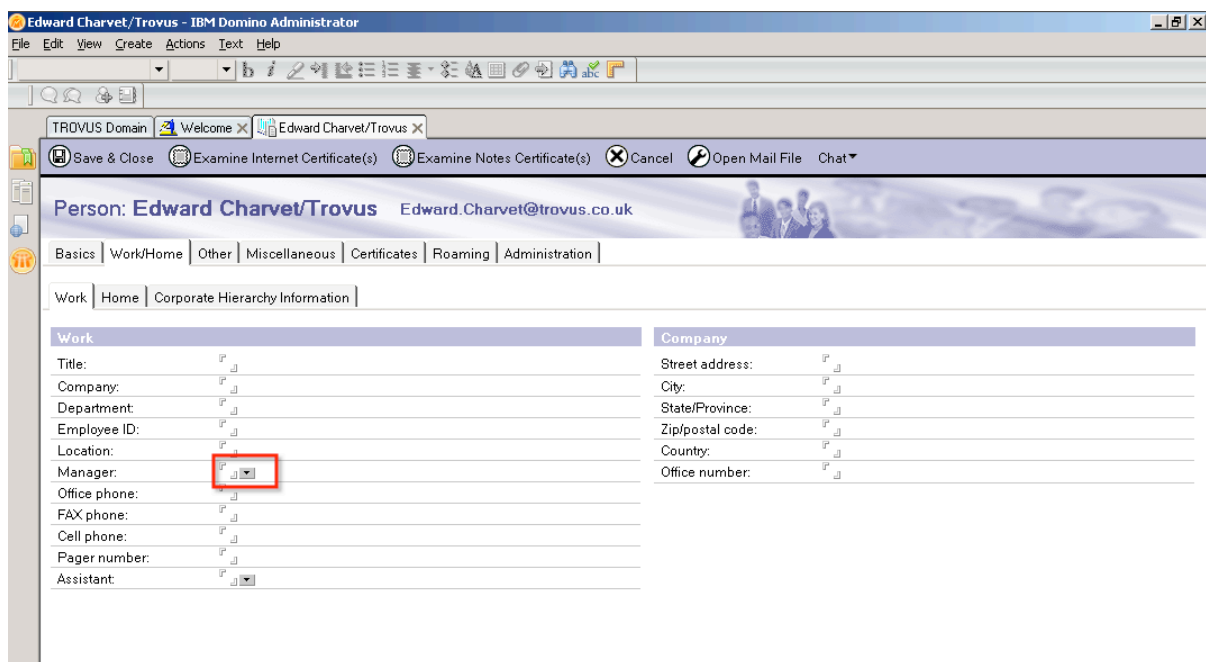 Edward Charvet/Trovus - IBM Domino Administrator
File Edit View Create Actions Text Help
b i abc
TROVUS Domain Welcome Edward Charvet/Trovus
Save & Close Examine Internet Certificate(s) Examine Notes Certificate(s) Cancel Open Mail File Chat
Person: Edward Charvet/Trovus Edward.Charvet@trovus.co.uk
Basics Work/Home Other Miscellaneous Certificates Roaming Administration
Work Home Corporate Hierarchy Information
Work Company
Title: Street address:
Company: City:
Department: State/Province:
Employee ID: Zip/postal code:
Location: Country:
Manager: Office number:
Office phone:
FAX phone:
Cell phone:
Pager number:
Assistant: